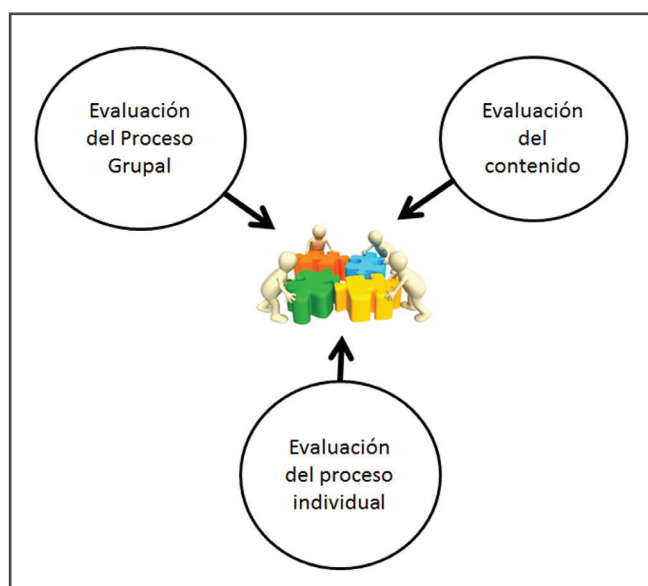 Evaluación
del Proceso
Grupal
Evaluación
del
contenido
Evaluación
del proceso
individual